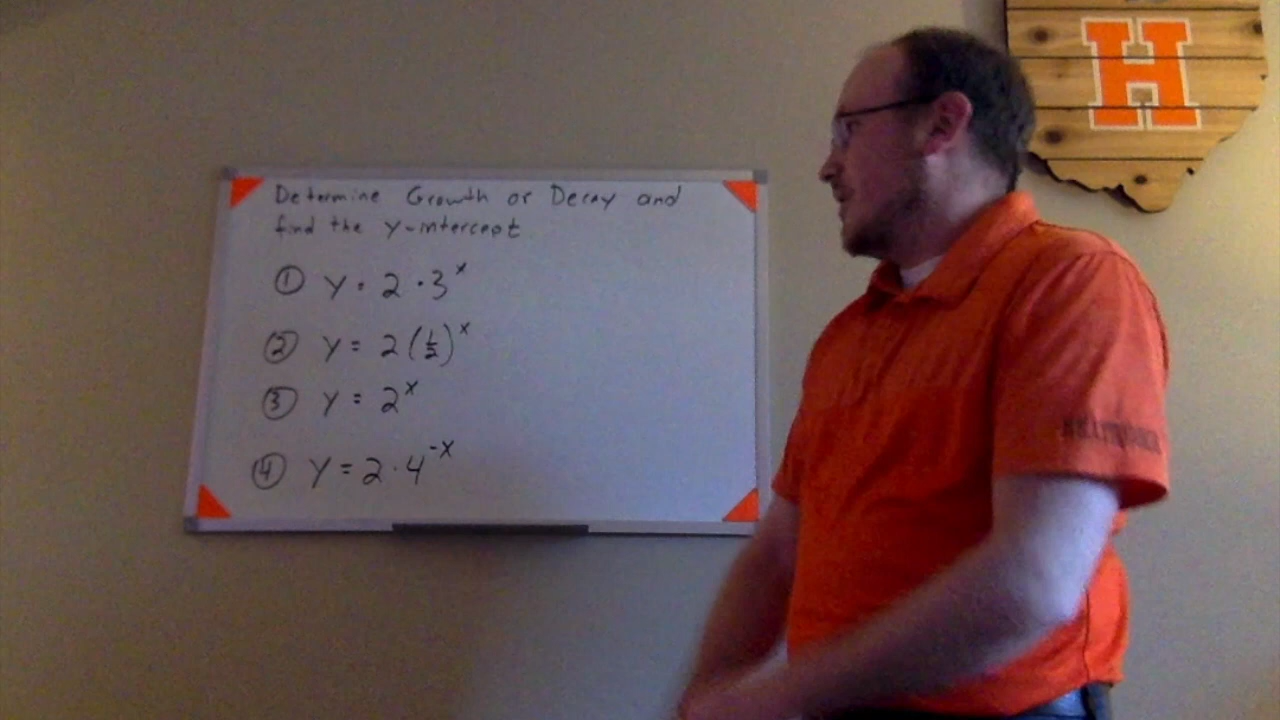 Determine Growth or Decay and
find the y-intercept
① y = 2 · 3^x
② y = 2(1/2)^x
③ y = 2^x
④ y = 2 · 4^-x
H